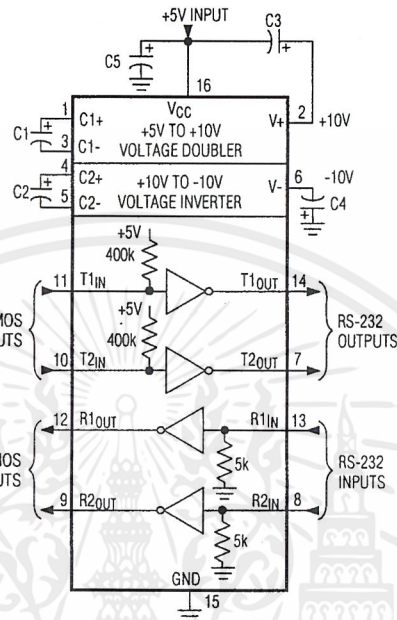 +5V INPUT
C3
C5
+
+
16
1
C1+
VCC
V+
2
+10V
C1
+
3
C1-
+5V TO +10V
VOLTAGE DOUBLER
4
C2+
C2
+
5
C2-
+10V TO -10V
VOLTAGE INVERTER
V-
6
-10V
C4
+
+5V
400k
11
T1IN
T1OUT
14
+5V
400k
RS-232
OUTPUTS
10
T2IN
T2OUT
7
12
R1OUT
R1IN
13
5k
RS-232
INPUTS
9
R2OUT
R2IN
8
5k
GND
15